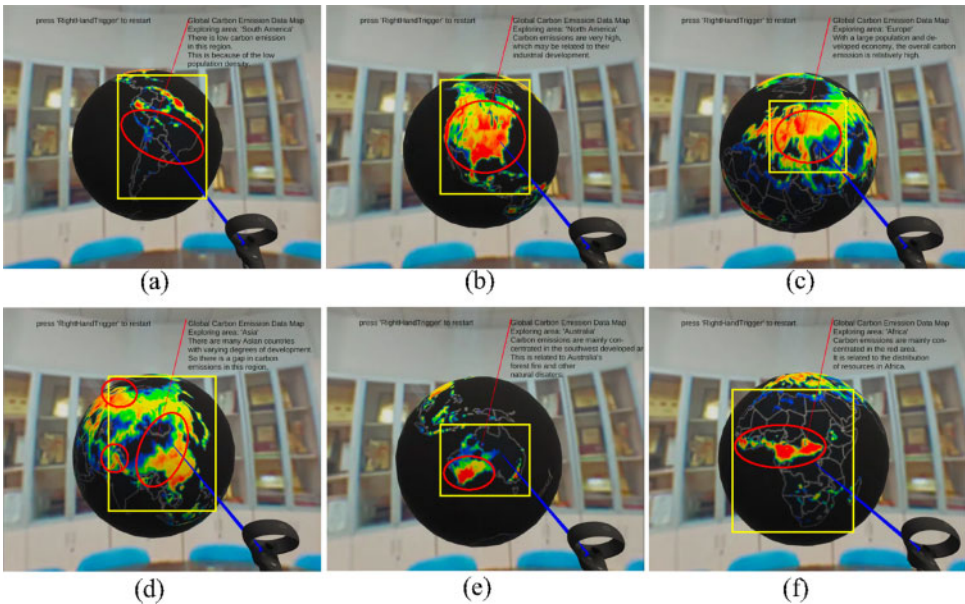 press 'RightHandTrigger' to restart
Global Carbon Emission Data Map
Exploring area: 'South America'
There is low carbon emission
in this region.
This is because of the low
population density.
(a)
press 'RightHandTrigger' to restart
Global Carbon Emission Data Map
Exploring area: 'North America'
Carbon emissions are very high,
which may be related to their
industrial development.
(b)
press 'RightHandTrigger' to restart
Global Carbon Emission Data Map
Exploring area: 'Europe'
With a large population and de-
veloped economy, the overall carbon
emission is relatively high.
(c)
press 'RightHandTrigger' to restart
Global Carbon Emission Data Map
Exploring area: 'Asia'
There are many Asian countries
with varying degrees of development.
So there is a gap in carbon
emissions in this region.
(d)
press 'RightHandTrigger' to restart
Global Carbon Emission Data Map
Exploring area: 'Australia'
Carbon emissions are mainly con-
centrated in the southwest developed ar
This is related to Australia's
forest fire and other
natural disaters.
(e)
press 'RightHandTrigger' to restart
Global Carbon Emission Data Map
Exploring area: 'Africa'
Carbon emissions are mainly con-
centrated in the red area.
It is related to the distribution
of resources in Africa.
(f)